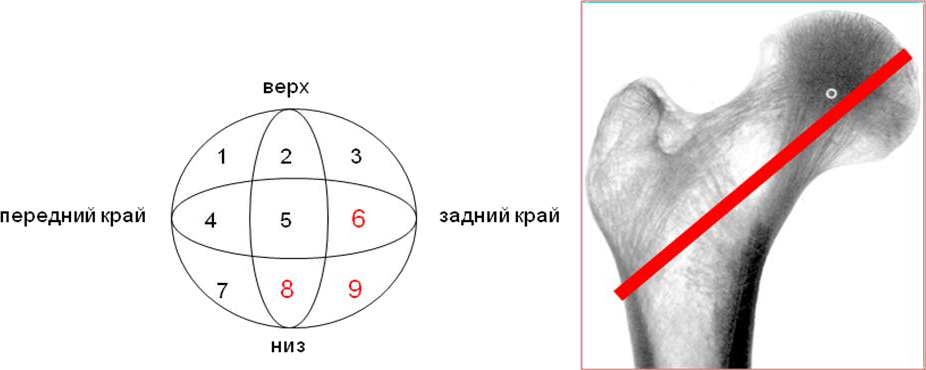 верх
1 2 3
передний край 4 5 6 задний край
7 8 9
низ